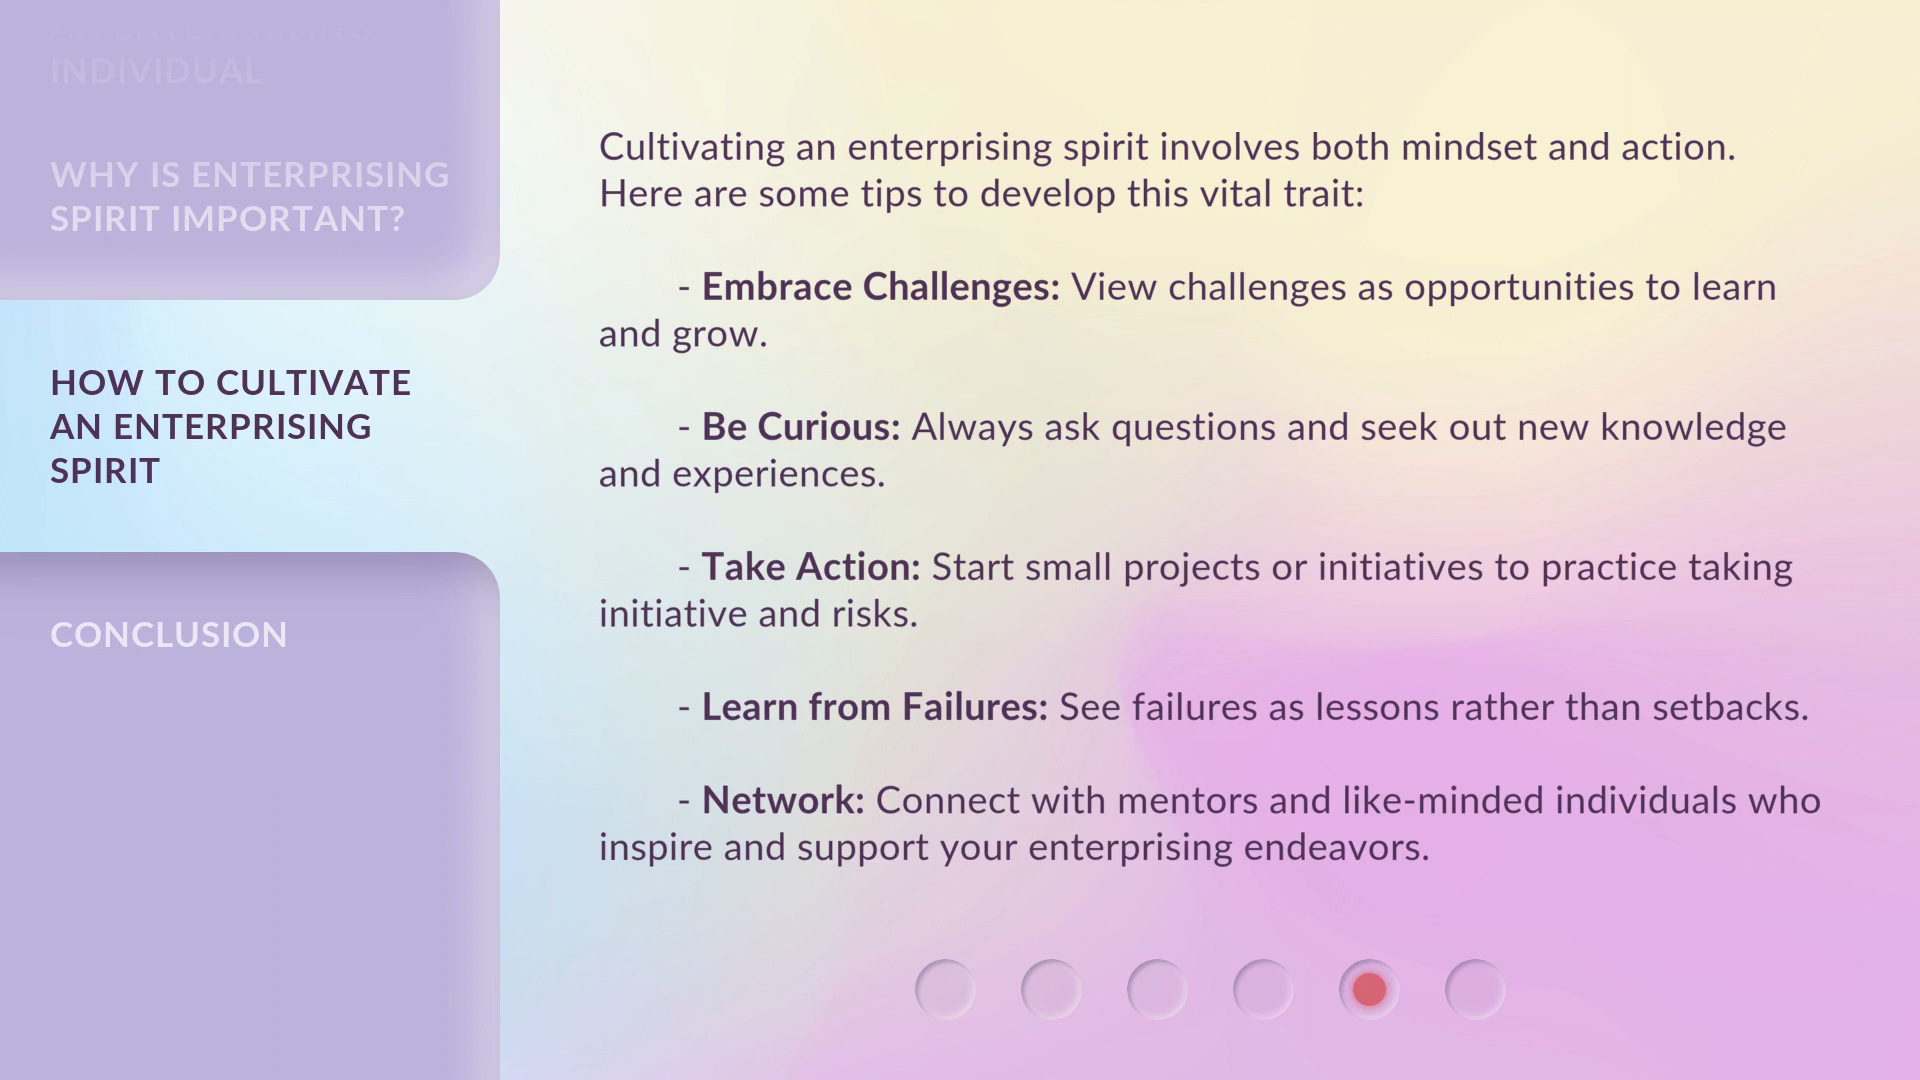 AN ENTERPRISING
INDIVIDUAL
WHY IS ENTERPRISING
SPIRIT IMPORTANT?
HOW TO CULTIVATE
AN ENTERPRISING
SPIRIT
CONCLUSION
Cultivating an enterprising spirit involves both mindset and action.
Here are some tips to develop this vital trait:
- Embrace Challenges: View challenges as opportunities to learn
and grow.
- Be Curious: Always ask questions and seek out new knowledge
and experiences.
- Take Action: Start small projects or initiatives to practice taking
initiative and risks.
- Learn from Failures: See failures as lessons rather than setbacks.
- Network: Connect with mentors and like-minded individuals who
inspire and support your enterprising endeavors.